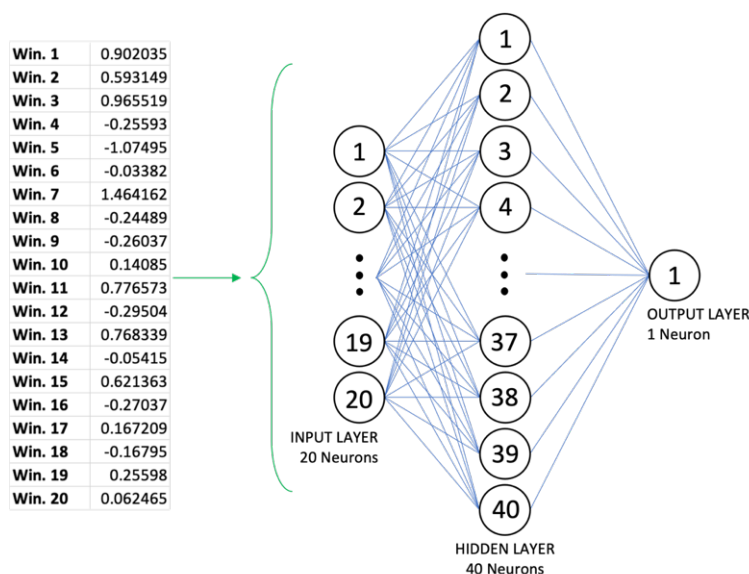 Win. 1 0.902035
Win. 2 0.593149
Win. 3 0.965519
Win. 4 -0.25593
Win. 5 -1.07495
Win. 6 -0.03382
Win. 7 1.464162
Win. 8 -0.24489
Win. 9 -0.26037
Win. 10 0.14085
Win. 11 0.776573
Win. 12 -0.29504
Win. 13 0.768339
Win. 14 -0.05415
Win. 15 0.621363
Win. 16 -0.27037
Win. 17 0.167209
Win. 18 -0.16795
Win. 19 0.25598
Win. 20 0.062465
1
2
19
20
INPUT LAYER
20 Neurons
1
2
3
4
37
38
39
40
HIDDEN LAYER
40 Neurons
1
OUTPUT LAYER
1 Neuron